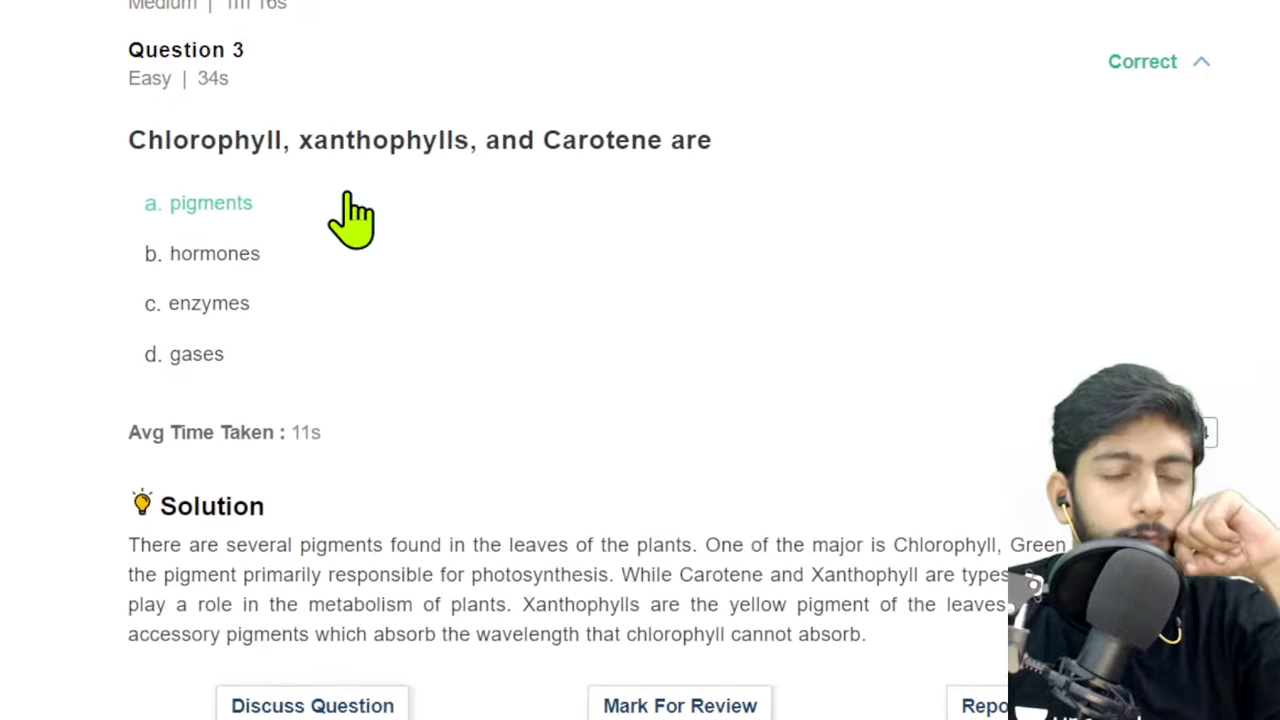 Medium | 1m 16s
Question 3
Correct
Easy | 34s
Chlorophyll, xanthophylls, and Carotene are
a. pigments
b. hormones
c. enzymes
d. gases
Avg Time Taken : 11s
Solution
There are several pigments found in the leaves of the plants. One of the major is Chlorophyll, Green
the pigment primarily responsible for photosynthesis. While Carotene and Xanthophyll are types
play a role in the metabolism of plants. Xanthophylls are the yellow pigment of the leaves.
accessory pigments which absorb the wavelength that chlorophyll cannot absorb.
Discuss Question
Mark For Review